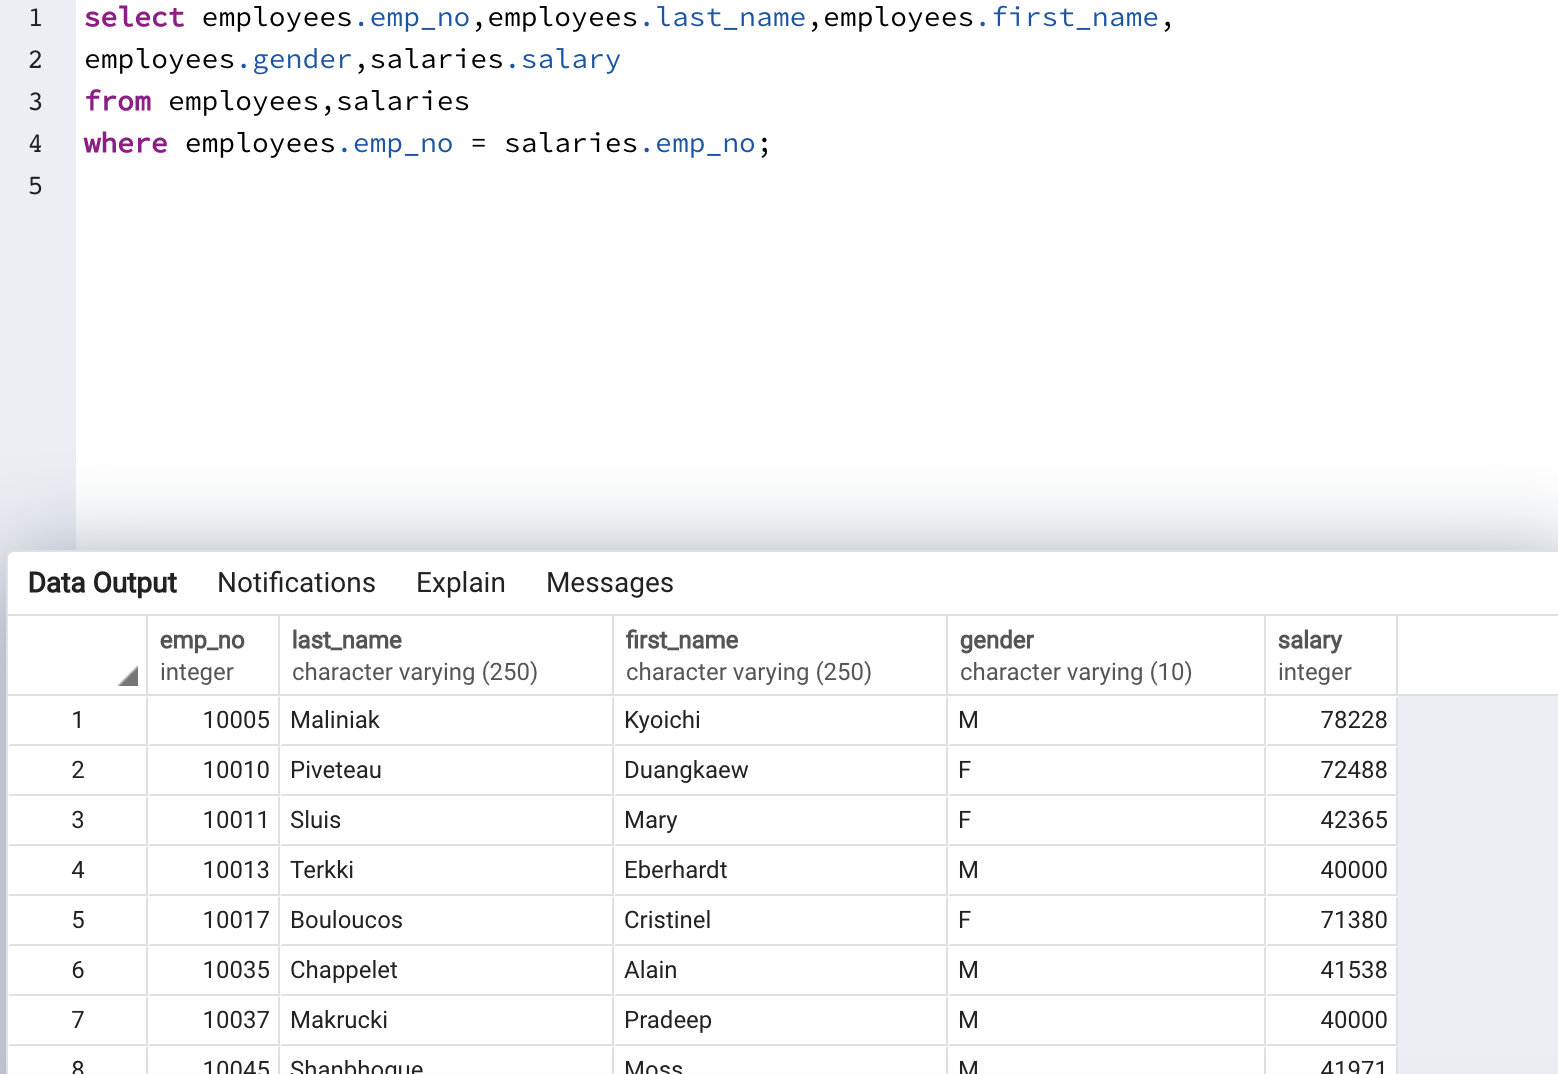 1 select employees.emp_no,employees.last_name,employees.first_name,
2 employees.gender,salaries.salary
3 from employees,salaries
4 where employees.emp_no = salaries.emp_no;
5
Data Output Notifications Explain Messages
emp_no last_name first_name gender salary
integer character varying (250) character varying (250) character varying (10) integer
1 10005 Maliniak Kyoichi M 78228
2 10010 Piveteau Duangkaew F 72488
3 10011 Sluis Mary F 42365
4 10013 Terkki Eberhardt M 40000
5 10017 Bouloucos Cristinel F 71380
6 10035 Chappelet Alain M 41538
7 10037 Makrucki Pradeep M 40000
8 10045 Shanbhogue Moss M 41971